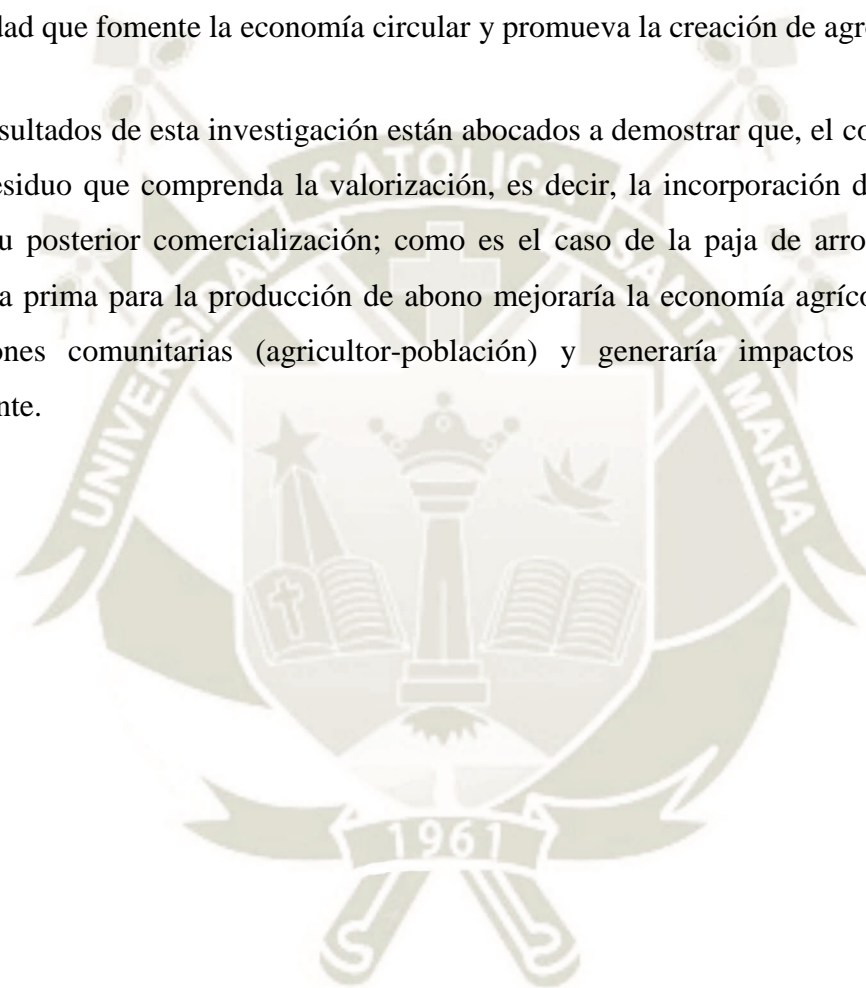 dad que fomente la economía circular y promueva la creación de agr
sultados de esta investigación están abocados a demostrar que, el co
esiduo que comprenda la valorización, es decir, la incorporación d
u posterior comercialización; como es el caso de la paja de arro
a prima para la producción de abono mejoraría la economía agríco
ones comunitarias (agricultor-población) y generaría impactos
nte.
UNIVERSIDAD CATOLICA SANTA MARIA
1961